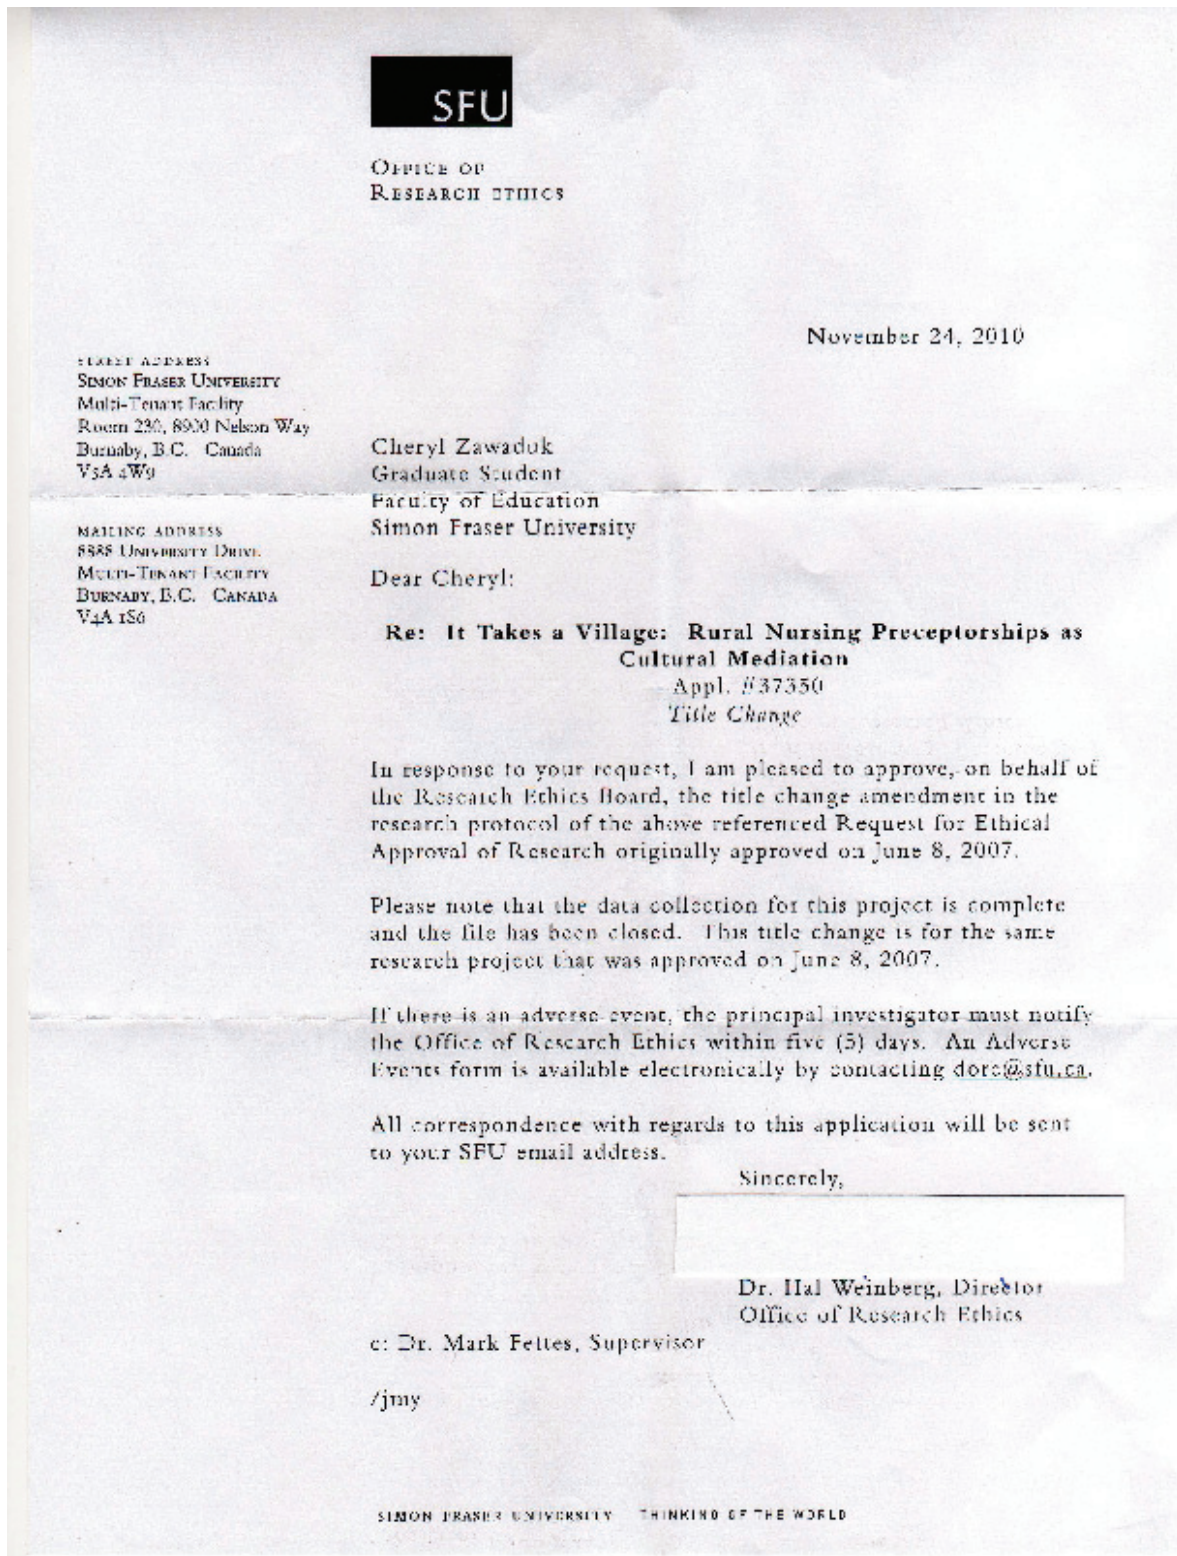 SFU
OFFICE OF
RESEARCH ETHICS
November 24, 2010
STREET ADDRESS
SIMON FRASER UNIVERSITY
Multi-Tenant Facility
Room 230, 8900 Nelson Way
Burnaby, B.C. Canada
V5A 4W9
MAILING ADDRESS
8888 UNIVERSITY DRIVE
MULTI-TENANT FACILITY
BURNABY, B.C. CANADA
V4A 1S6
Cheryl Zawaduk
Graduate Student
Faculty of Education
Simon Fraser University
Dear Cheryl:
Re: It Takes a Village: Rural Nursing Preceptorships as
Cultural Mediation
Appl. #37350
Title Change
In response to your request, I am pleased to approve, on behalf of
the Research Ethics Board, the title change amendment in the
research protocol of the above referenced Request for Ethical
Approval of Research originally approved on June 8, 2007.
Please note that the data collection for this project is complete
and the file has been closed. This title change is for the same
research project that was approved on June 8, 2007.
If there is an adverse event, the principal investigator must notify
the Office of Research Ethics within five (5) days. An Adverse
Events form is available electronically by contacting dore@sfu.ca.
All correspondence with regards to this application will be sent
to your SFU email address.
Sincerely,
Dr. Hal Weinberg, Director
Office of Research Ethics
c: Dr. Mark Fettes, Supervisor
/jmy
SIMON FRASER UNIVERSITY THINKING OF THE WORLD